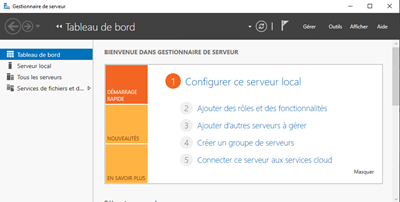 Gestionnaire de serveur
Tableau de bord
Gérer Outils Afficher Aide
Tableau de bord
Serveur local
Tous les serveurs
Services de fichiers et d...
BIENVENUE DANS GESTIONNAIRE DE SERVEUR
DÉMARRAGE
RAPIDE
NOUVEAUTÉS
EN SAVOIR PLUS
1 Configurer ce serveur local
2 Ajouter des rôles et des fonctionnalités
3 Ajouter d'autres serveurs à gérer
4 Créer un groupe de serveurs
5 Connecter ce serveur aux services cloud
Masquer